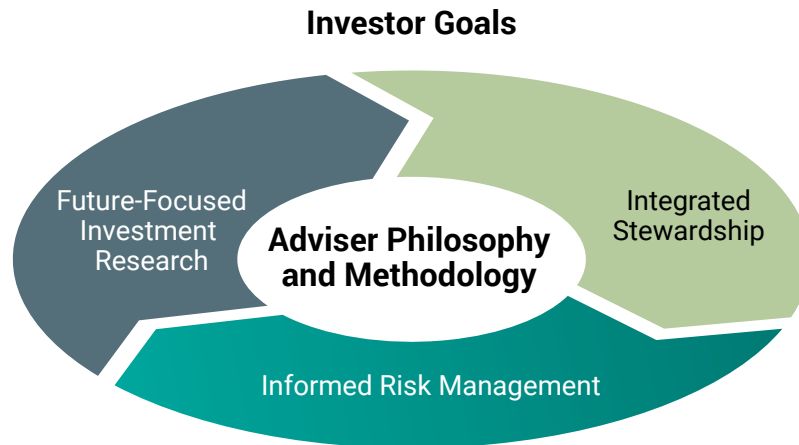 Investor Goals
Future-Focused
Investment
Research
Integrated
Stewardship
Adviser Philosophy
and Methodology
Informed Risk Management